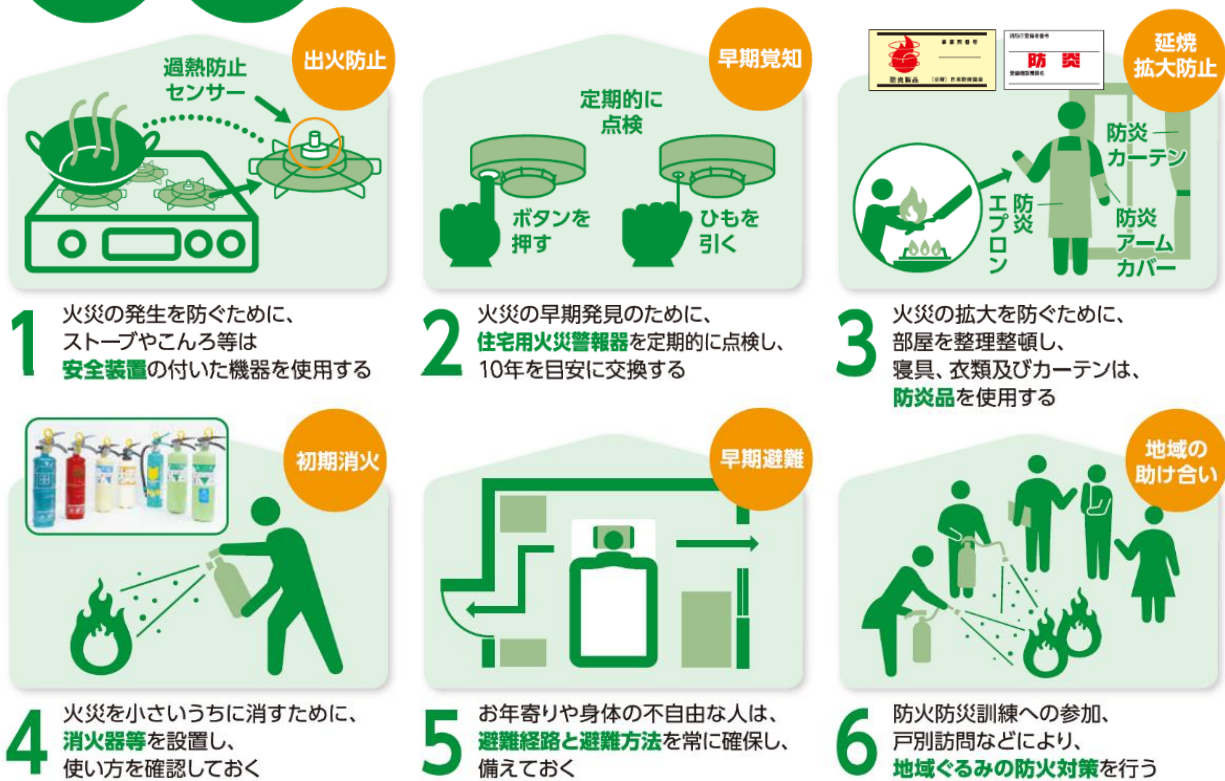 出火防止
過熱防止
センサー
1
火災の発生を防ぐために、
ストーブやこんろ等は
安全装置の付いた機器を使用する
早期覚知
定期的に
点検
ボタンを
押す
ひもを
引く
2
火災の早期発見のために、
住宅用火災警報器を定期的に点検し、
10年を目安に交換する
延焼
拡大防止
防炎製品
防炎
防炎
カーテン
防炎
エプロン
防炎
アーム
カバー
3
火災の拡大を防ぐために、
部屋を整理整頓し、
寝具、衣類及びカーテンは、
防炎品を使用する
初期消火
4
火災を小さいうちに消すために、
消火器等を設置し、
使い方を確認しておく
早期避難
5
お年寄りや身体の不自由な人は、
避難経路と避難方法を常に確保し、
備えておく
地域の
助け合い
6
防火防災訓練への参加、
戸別訪問などにより、
地域ぐるみの防火対策を行う